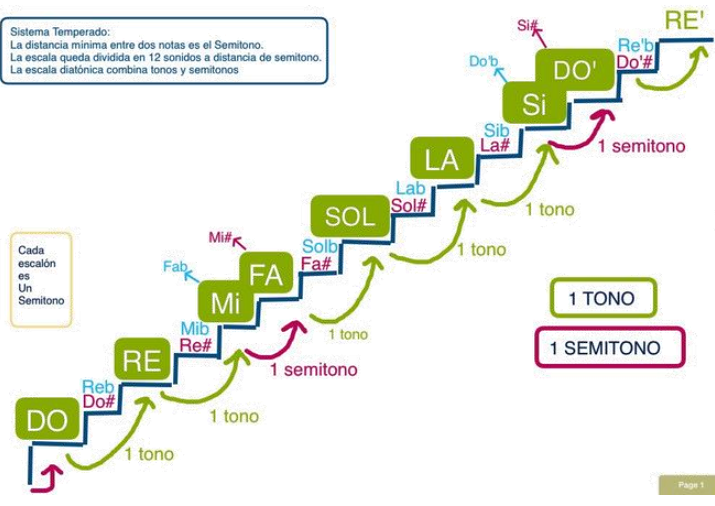 Sistema Temperado:
La distancia mínima entre dos notas es el Semitono.
La escala queda dividida en 12 sonidos a distancia de semitono.
La escala diatónica combina tonos y semitonos
RE'
Si#
Re'b
Do'#
Do'b
DO'
Si
1 semitono
Sib
La#
LA
1 tono
Lab
Sol#
SOL
1 tono
Solb
Fa#
Mi#
FA
Fab
Mi
1 tono
Cada
escalón
es
Un
Semitono
1 TONO
1 SEMITONO
Mib
Re#
RE
1 semitono
Reb
Do#
DO
1 tono
1 tono
Page 1